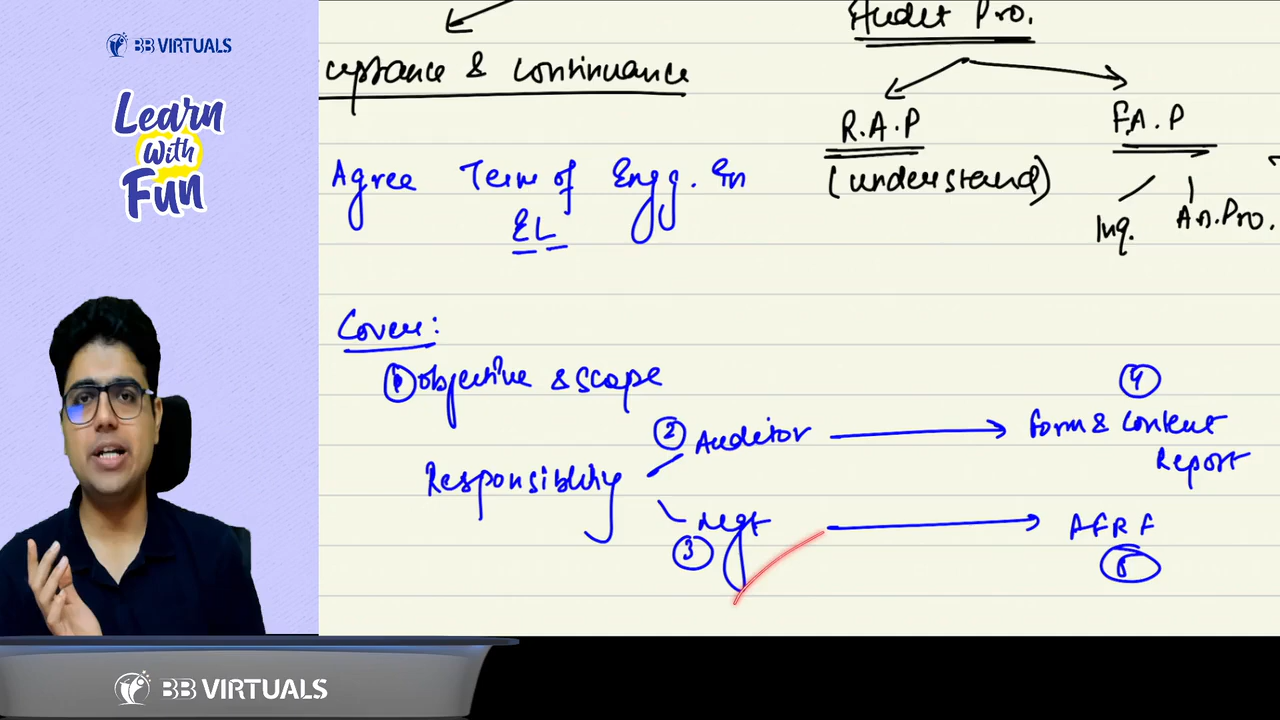 BB VIRTUALS
Learn
With
Fun
Audit Pro.
ceptance & continuance
R.A.P
F.A.P
(understand)
Inq.
An.Pro.
Agree Term of Engg. In
EL
Cover:
① Objective & Scope
② Auditor
④
Form & Content
Report
Responsiblity
Mgt
③
AFRF
⑤
BB VIRTUALS